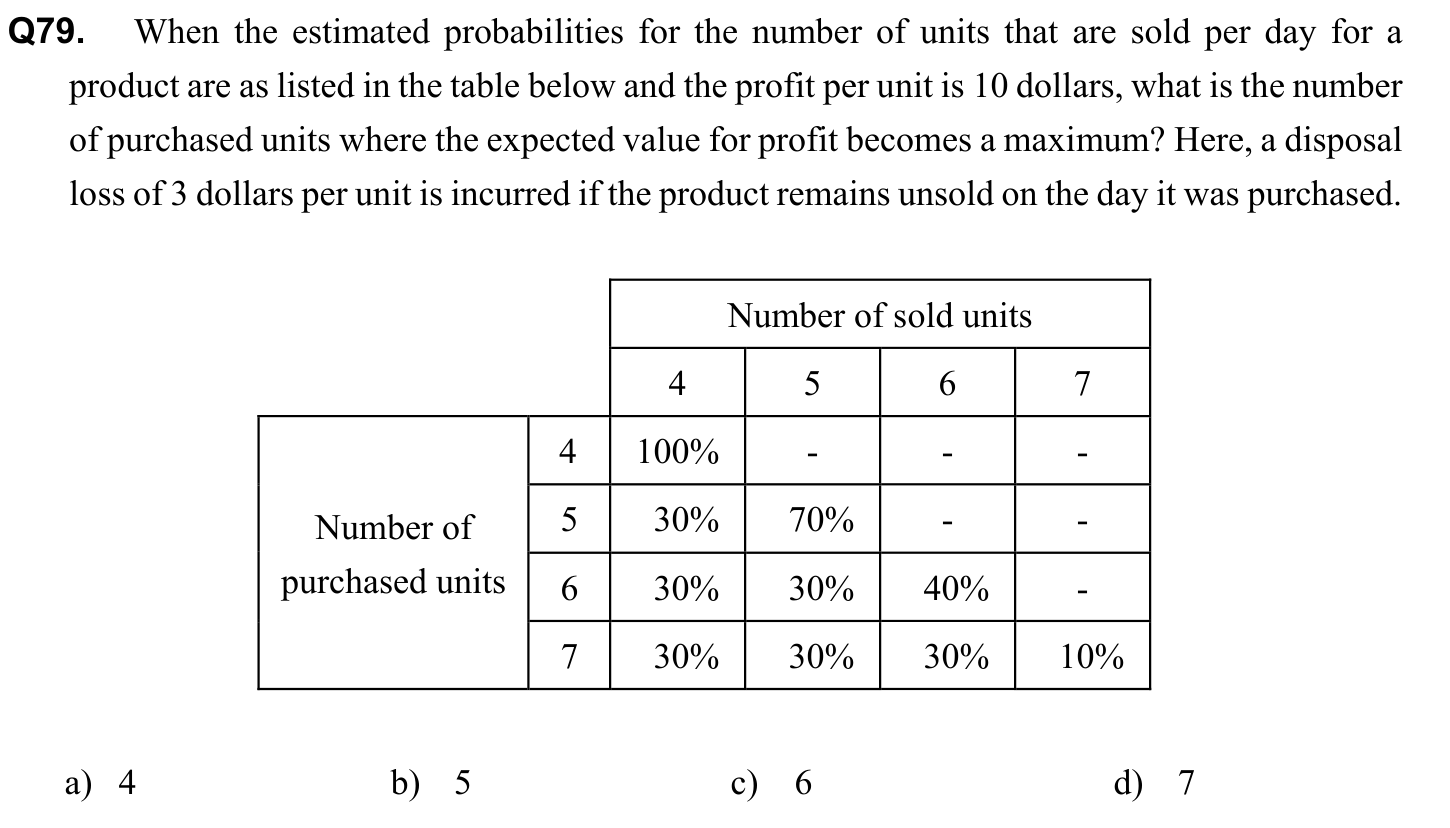 Q79. When the estimated probabilities for the number of units that are sold per day for a
product are as listed in the table below and the profit per unit is 10 dollars, what is the number
of purchased units where the expected value for profit becomes a maximum? Here, a disposal
loss of 3 dollars per unit is incurred if the product remains unsold on the day it was purchased.
Number of sold units
4 5 6 7
Number of purchased units
4 100% - - -
5 30% 70% - -
6 30% 30% 40% -
7 30% 30% 30% 10%
a) 4 b) 5 c) 6 d) 7